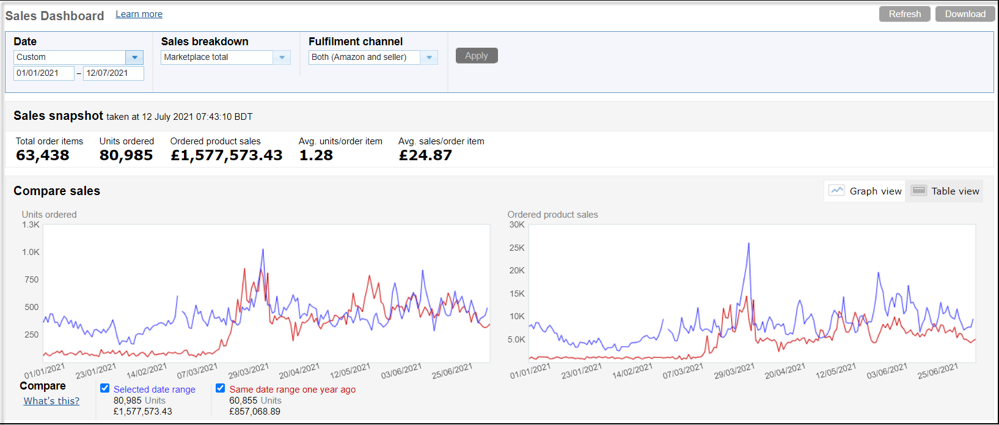 Sales Dashboard Learn more Refresh Download
Date Sales breakdown Fulfilment channel
Custom Marketplace total Both (Amazon and seller) Apply
01/01/2021 – 12/07/2021
Sales snapshot taken at 12 July 2021 07:43:10 BDT
Total order items Units ordered Ordered product sales Avg. units/order item Avg. sales/order item
63,438 80,985 £1,577,573.43 1.28 £24.87
Compare sales Graph view Table view
Units ordered
1.3K
1.0K
750
500
250
01/01/2021 23/01/2021 14/02/2021 07/03/2021 29/03/2021 20/04/2021 12/05/2021 03/06/2021 25/06/2021
Ordered product sales
30K
25K
20K
15K
10K
5.0K
01/01/2021 23/01/2021 14/02/2021 07/03/2021 29/03/2021 20/04/2021 12/05/2021 03/06/2021 25/06/2021
Compare
What's this?
Selected date range
80,985 Units
£1,577,573.43
Same date range one year ago
60,855 Units
£857,068.89